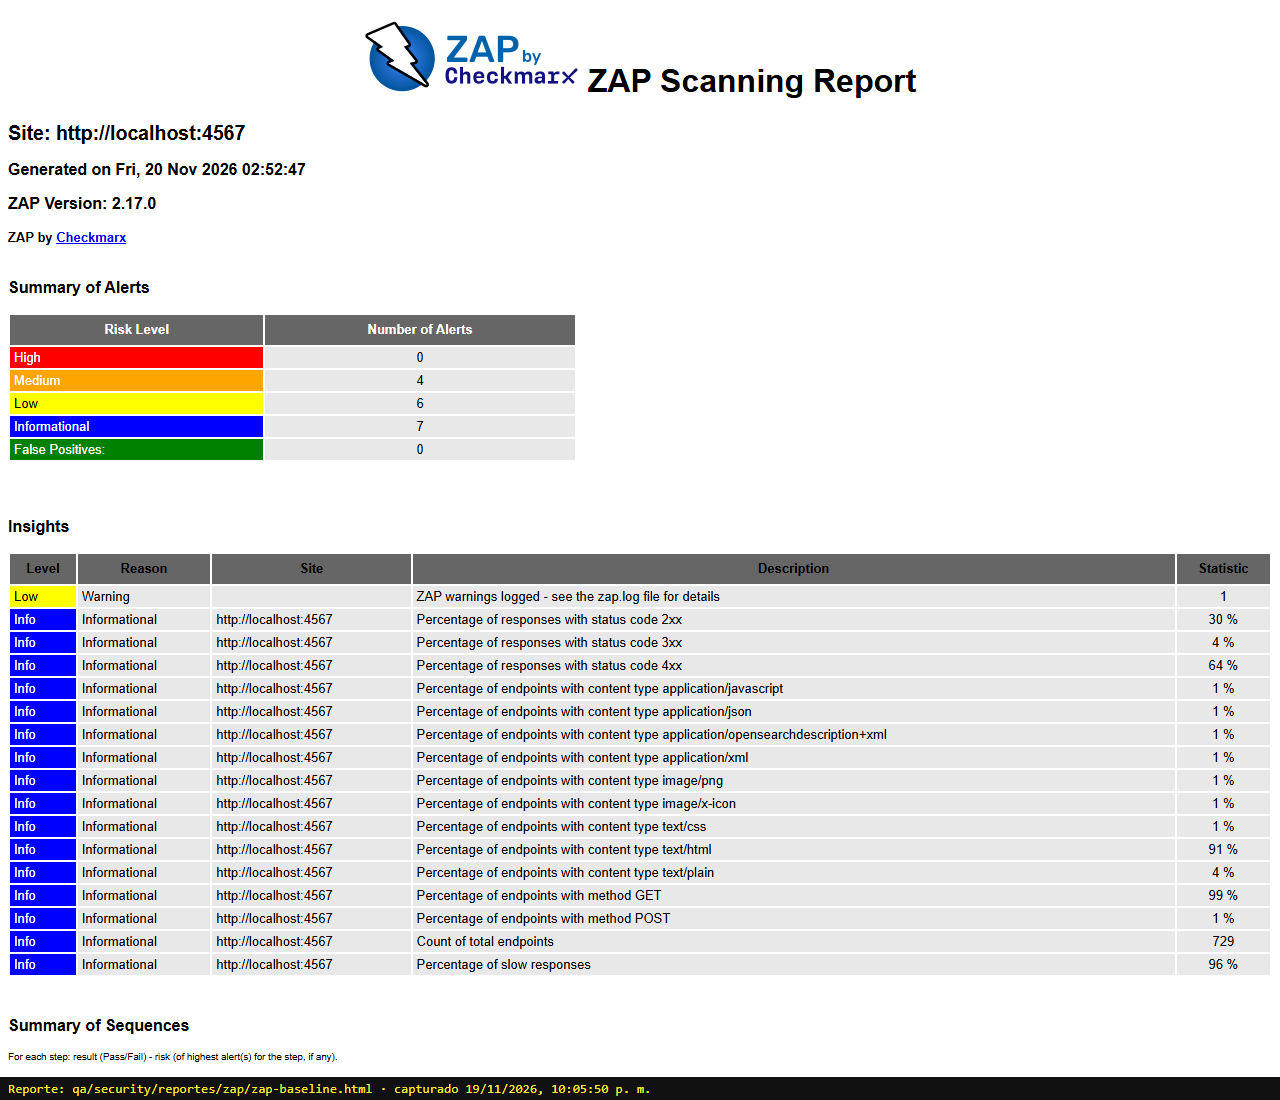 ZAP by
Checkmarx ZAP Scanning Report
Site: http://localhost:4567
Generated on Fri, 20 Nov 2026 02:52:47
ZAP Version: 2.17.0
ZAP by Checkmarx
Summary of Alerts
Risk Level Number of Alerts
High 0
Medium 4
Low 6
Informational 7
False Positives: 0
Insights
Level Reason Site Description Statistic
Low Warning ZAP warnings logged - see the zap.log file for details 1
Info Informational http://localhost:4567 Percentage of responses with status code 2xx 30 %
Info Informational http://localhost:4567 Percentage of responses with status code 3xx 4 %
Info Informational http://localhost:4567 Percentage of responses with status code 4xx 64 %
Info Informational http://localhost:4567 Percentage of endpoints with content type application/javascript 1 %
Info Informational http://localhost:4567 Percentage of endpoints with content type application/json 1 %
Info Informational http://localhost:4567 Percentage of endpoints with content type application/opensearchdescription+xml 1 %
Info Informational http://localhost:4567 Percentage of endpoints with content type application/xml 1 %
Info Informational http://localhost:4567 Percentage of endpoints with content type image/png 1 %
Info Informational http://localhost:4567 Percentage of endpoints with content type image/x-icon 1 %
Info Informational http://localhost:4567 Percentage of endpoints with content type text/css 1 %
Info Informational http://localhost:4567 Percentage of endpoints with content type text/html 91 %
Info Informational http://localhost:4567 Percentage of endpoints with content type text/plain 4 %
Info Informational http://localhost:4567 Percentage of endpoints with method GET 99 %
Info Informational http://localhost:4567 Percentage of endpoints with method POST 1 %
Info Informational http://localhost:4567 Count of total endpoints 729
Info Informational http://localhost:4567 Percentage of slow responses 96 %
Summary of Sequences
For each step: result (Pass/Fail) - risk (of highest alert(s) for the step, if any).
Reporte: qa/security/reportes/zap/zap-baseline.html · capturado 19/11/2026, 10:05:50 p. m.